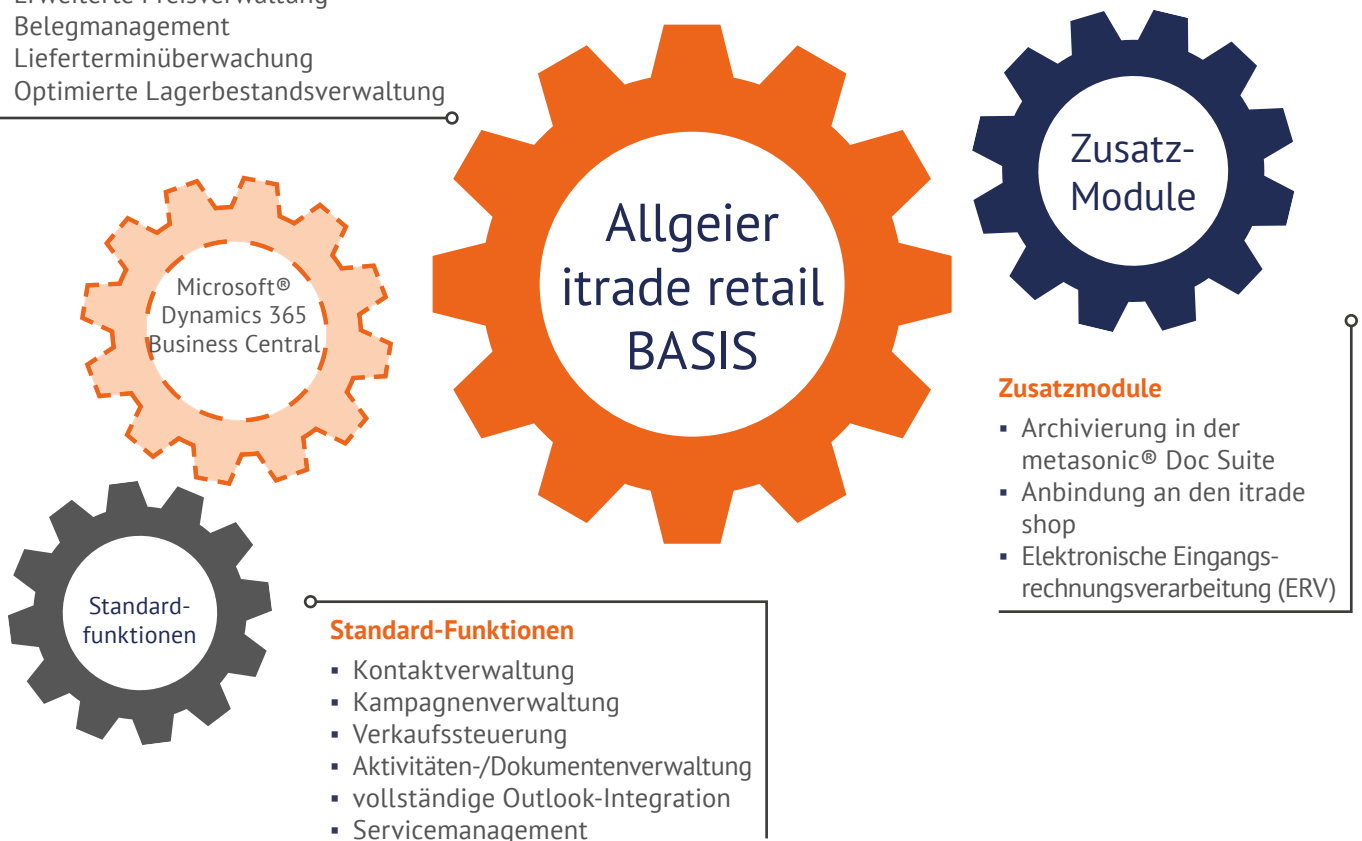 Erweiterte Preisverwaltung
Belegmanagement
Lieferterminüberwachung
Optimierte Lagerbestandsverwaltung
Allgeier
itrade retail
BASIS
Zusatz-
Module
Microsoft®
Dynamics 365
Business Central
Zusatzmodule
▪ Archivierung in der
metasonic® Doc Suite
▪ Anbindung an den itrade
shop
▪ Elektronische Eingangs-
rechnungsverarbeitung (ERV)
Standard-
funktionen
Standard-Funktionen
▪ Kontaktverwaltung
▪ Kampagnenverwaltung
▪ Verkaufssteuerung
▪ Aktivitäten-/Dokumentenverwaltung
▪ vollständige Outlook-Integration
▪ Servicemanagement